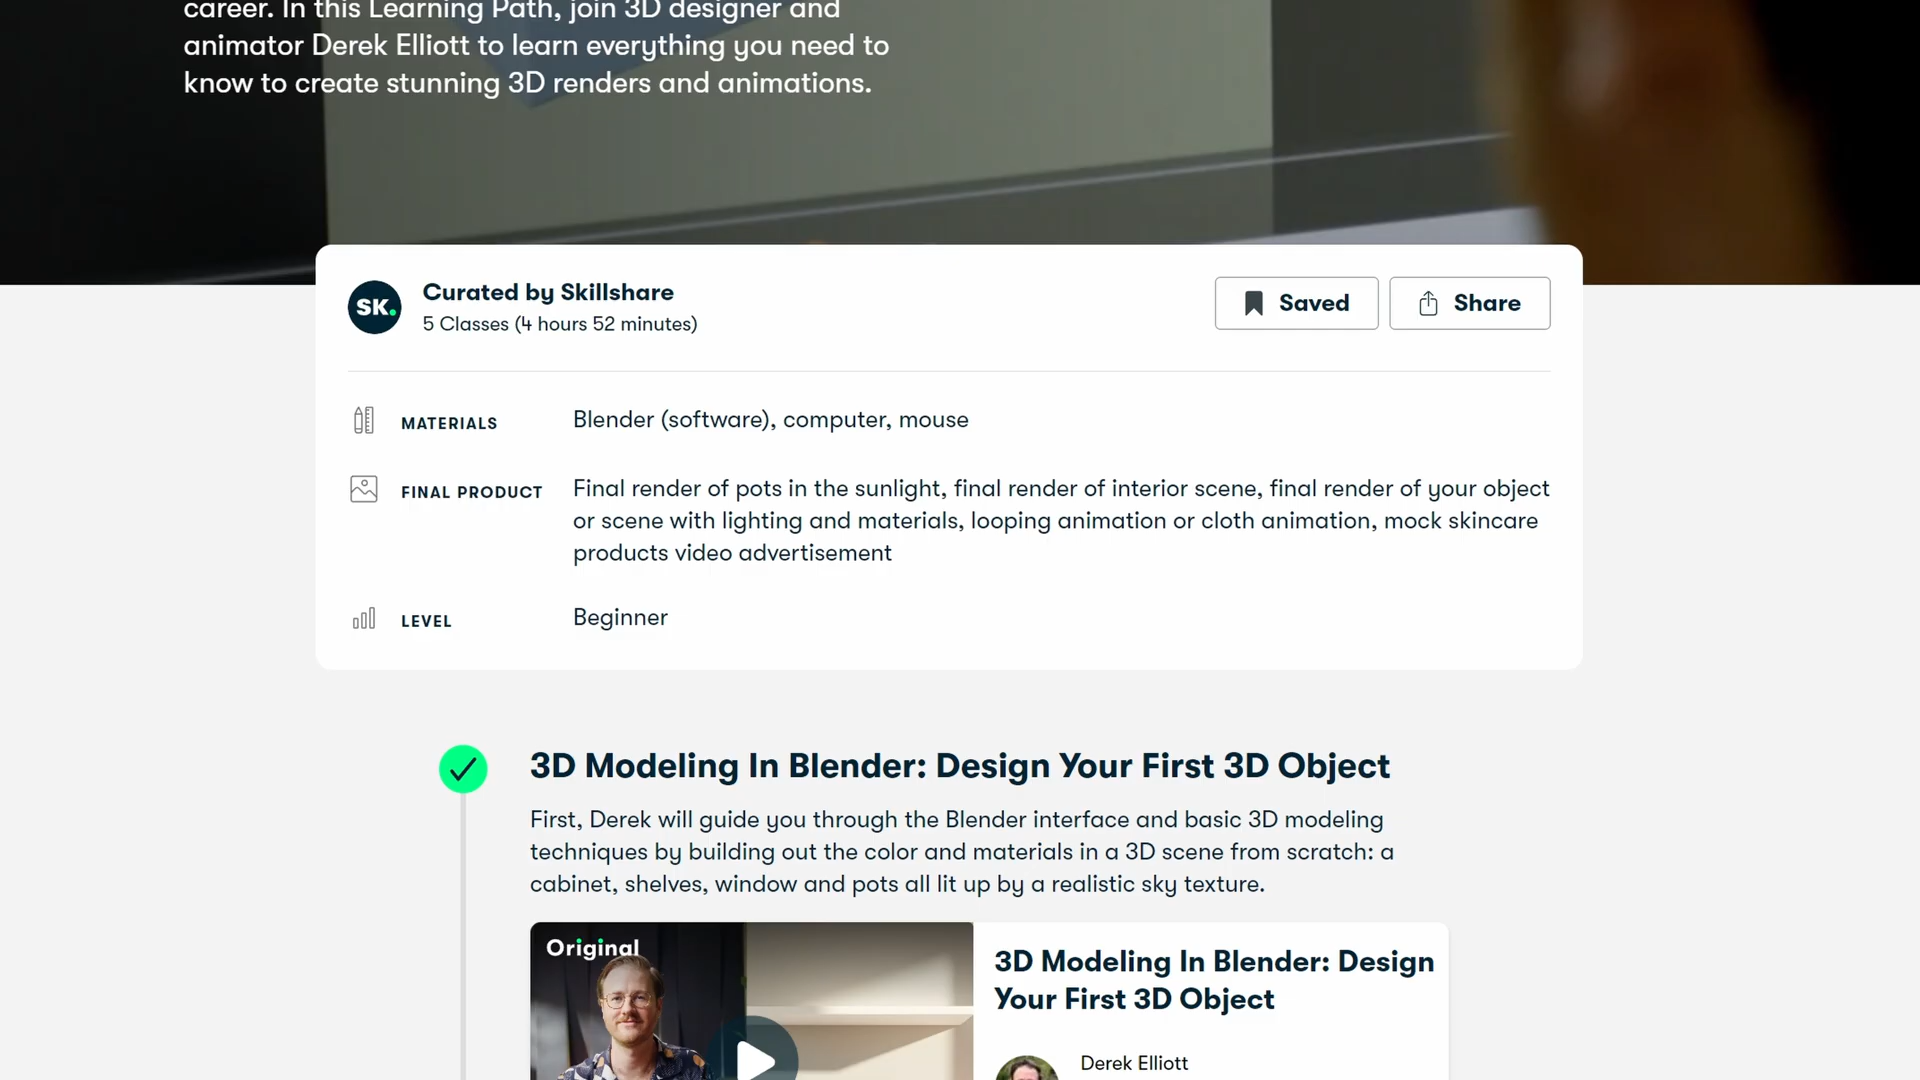 career. In this Learning Path, join 3D designer and
animator Derek Elliott to learn everything you need to
know to create stunning 3D renders and animations.
SK.
Curated by Skillshare
5 Classes (4 hours 52 minutes)
Saved
Share
MATERIALS
Blender (software), computer, mouse
FINAL PRODUCT
Final render of pots in the sunlight, final render of interior scene, final render of your object
or scene with lighting and materials, looping animation or cloth animation, mock skincare
products video advertisement
LEVEL
Beginner
3D Modeling In Blender: Design Your First 3D Object
First, Derek will guide you through the Blender interface and basic 3D modeling
techniques by building out the color and materials in a 3D scene from scratch: a
cabinet, shelves, window and pots all lit up by a realistic sky texture.
Original
3D Modeling In Blender: Design
Your First 3D Object
Derek Elliott